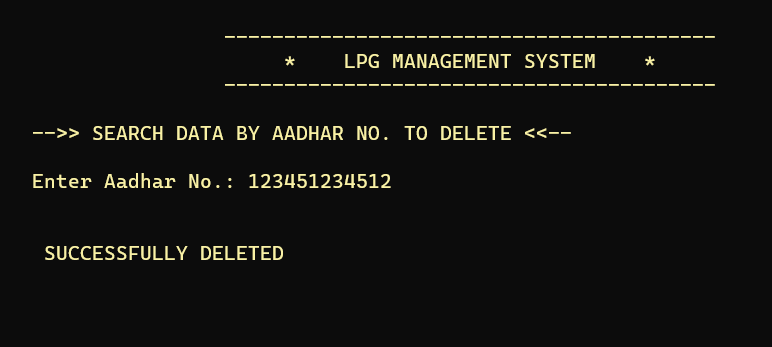 -----------------------------------------
* LPG MANAGEMENT SYSTEM *
-----------------------------------------
-->> SEARCH DATA BY AADHAR NO. TO DELETE <<--
Enter Aadhar No.: 123451234512
SUCCESSFULLY DELETED